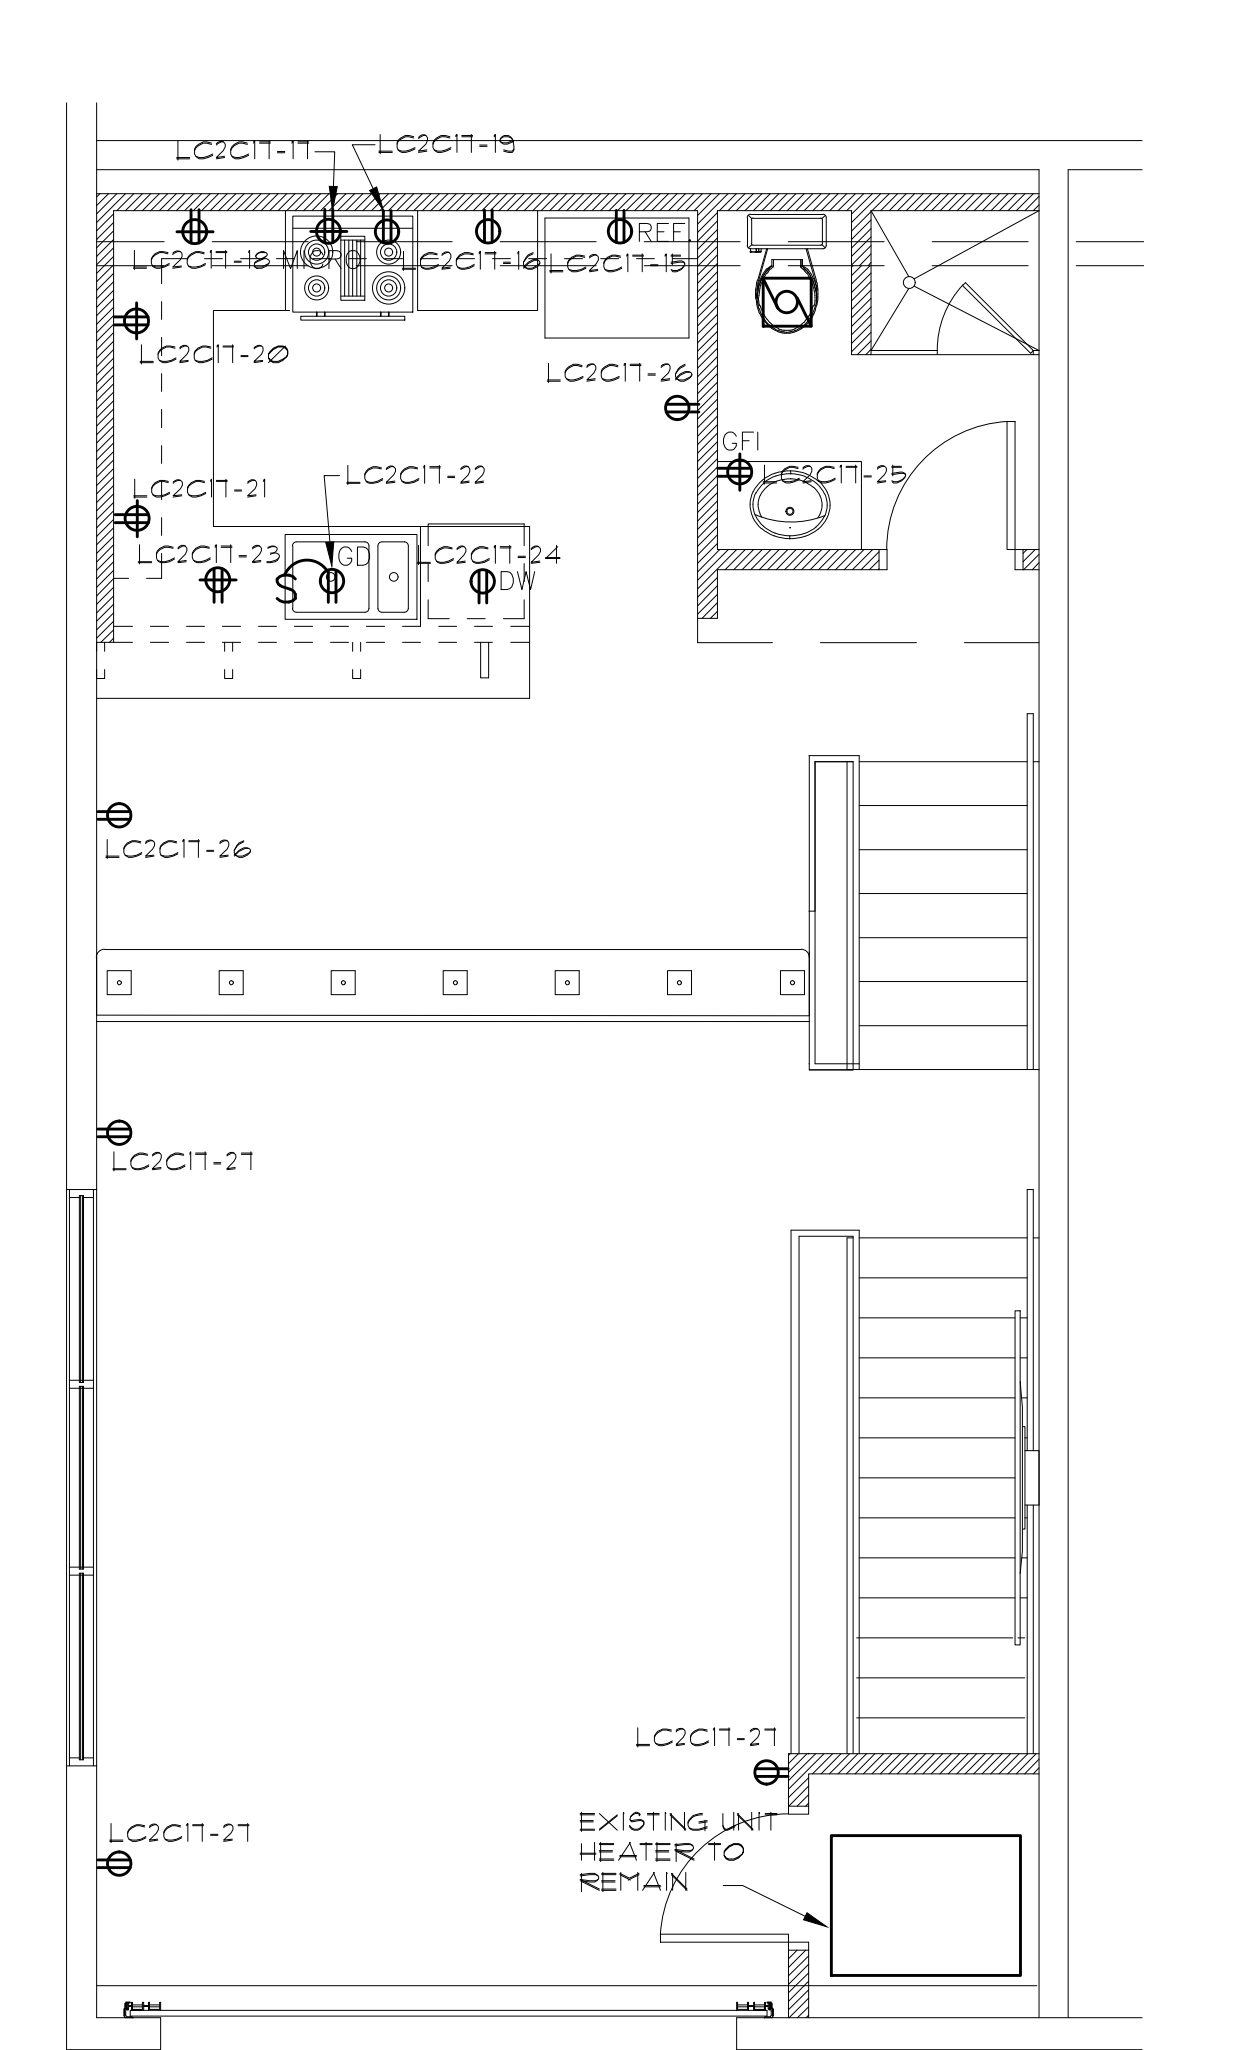 LC2C17-17
LC2C17-19
REF.
LC2C17-18 MICRO
LC2C17-16
LC2C17-15
LC2C17-20
LC2C17-26
GFI
LC2C17-25
LC2C17-21
LC2C17-22
LC2C17-23
GD
LC2C17-24
S
DW
LC2C17-26
LC2C17-27
LC2C17-27
EXISTING UNIT
HEATER TO
REMAIN
LC2C17-27